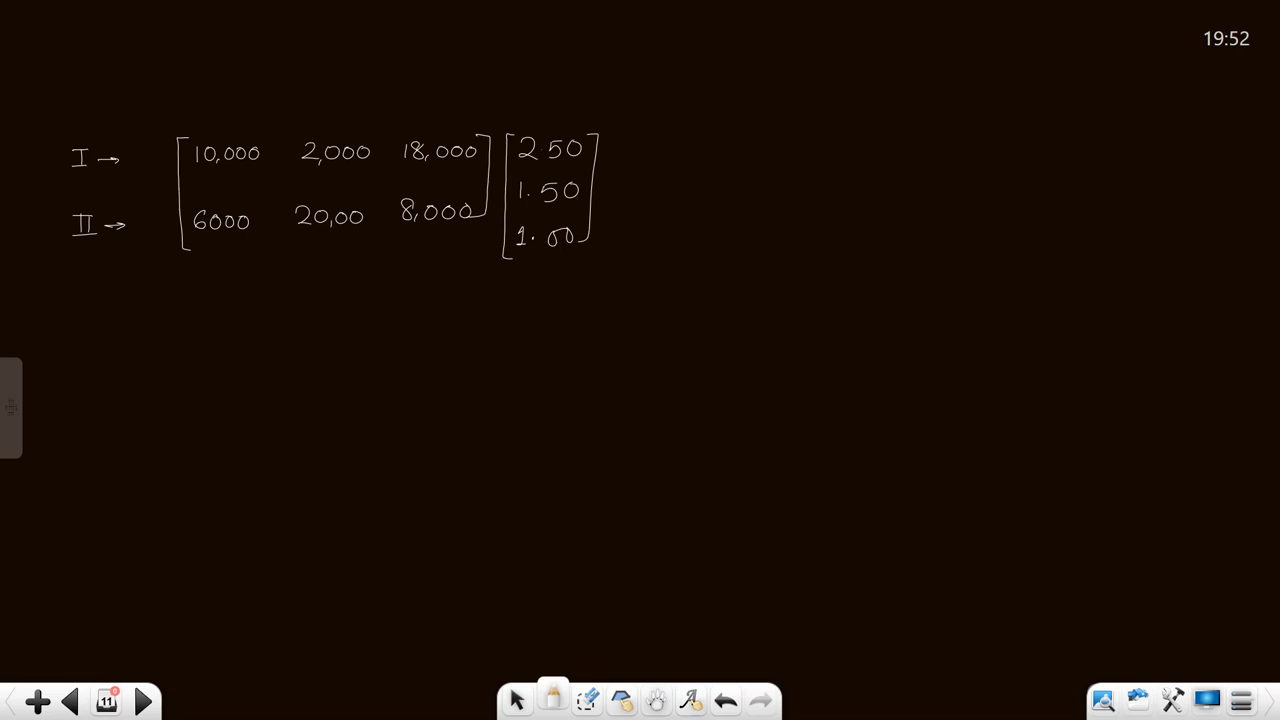 19:52
I → [ 10,000 2,000 18,000 ] [ 2.50
1.50
II → 6000 20,00 8,000
1.00 ]
11
0